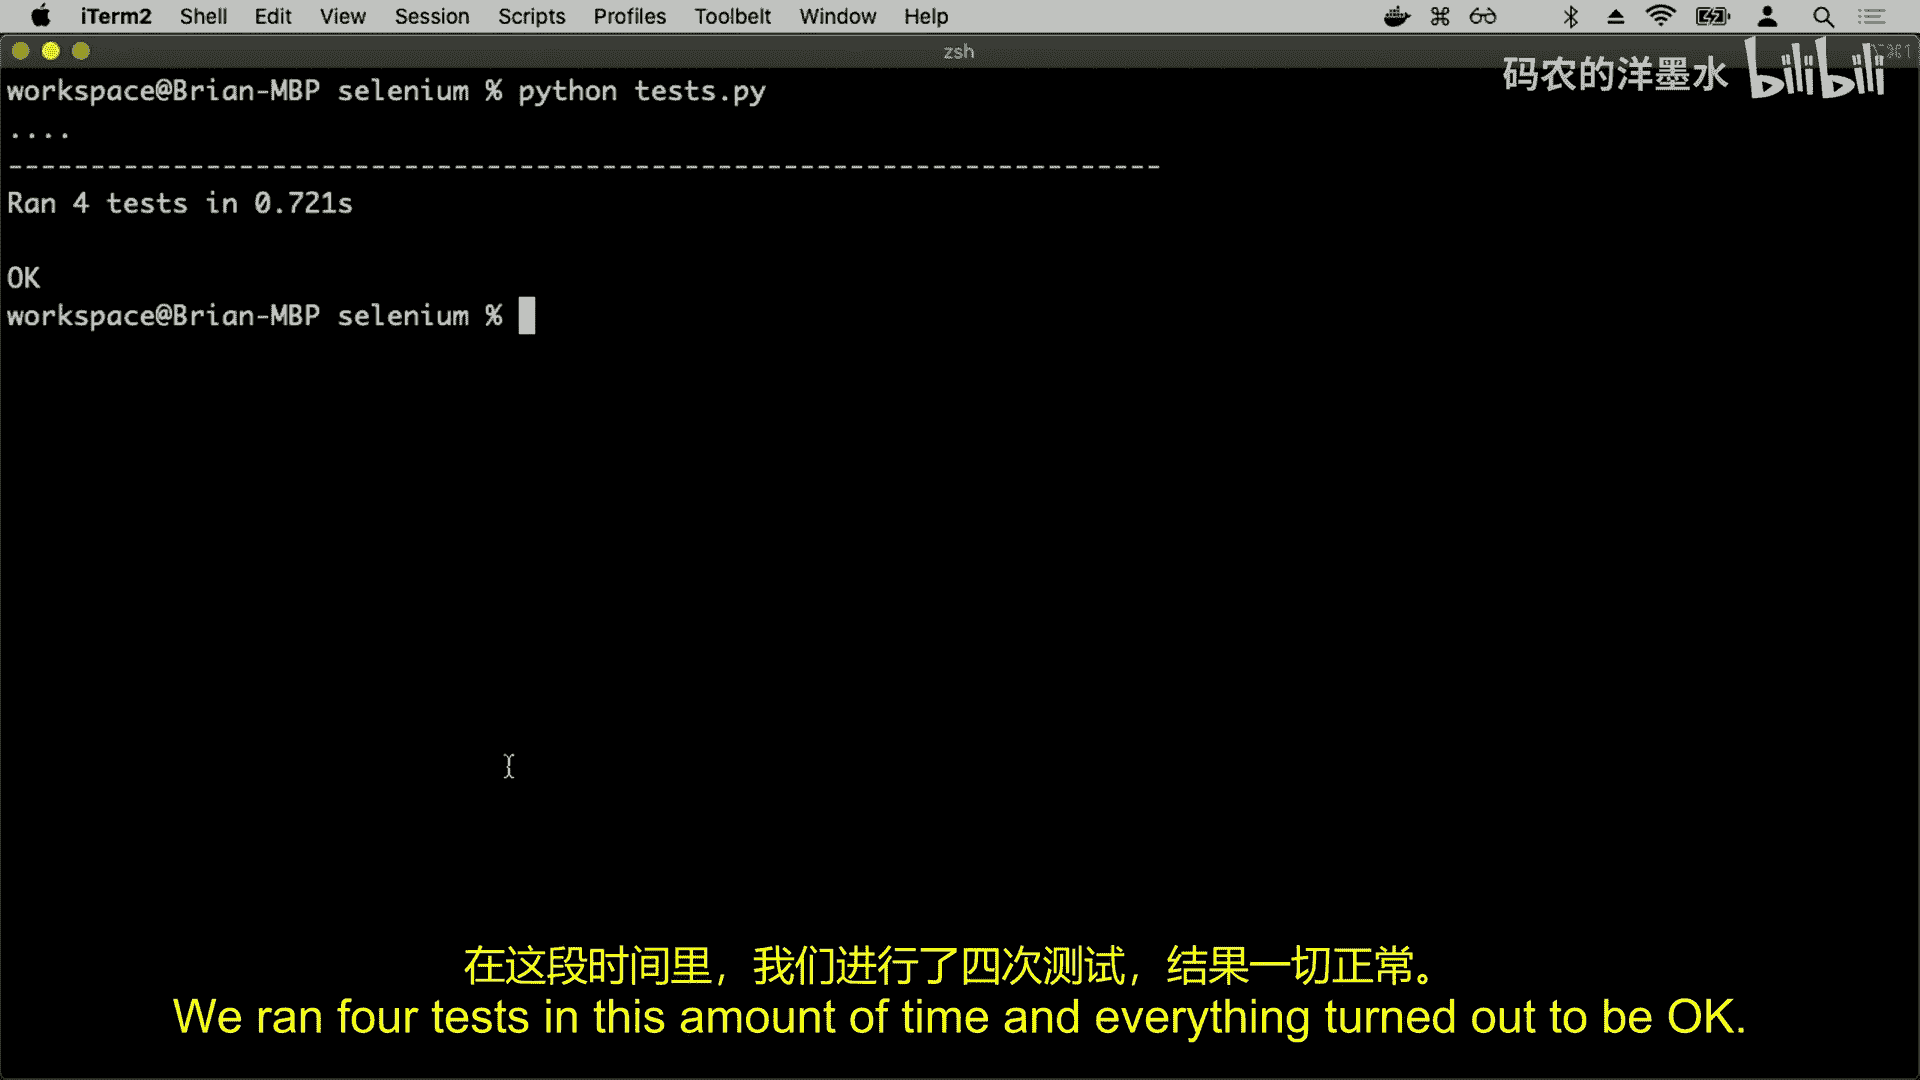 iTerm2 Shell Edit View Session Scripts Profiles Toolbelt Window Help
zsh
⌥⌘1
码农的洋墨水 bilibili
workspace@Brian-MBP selenium % python tests.py
....
----------------------------------------------------------------------
Ran 4 tests in 0.721s
OK
workspace@Brian-MBP selenium %
在这段时间里，我们进行了四次测试，结果一切正常。
We ran four tests in this amount of time and everything turned out to be OK.